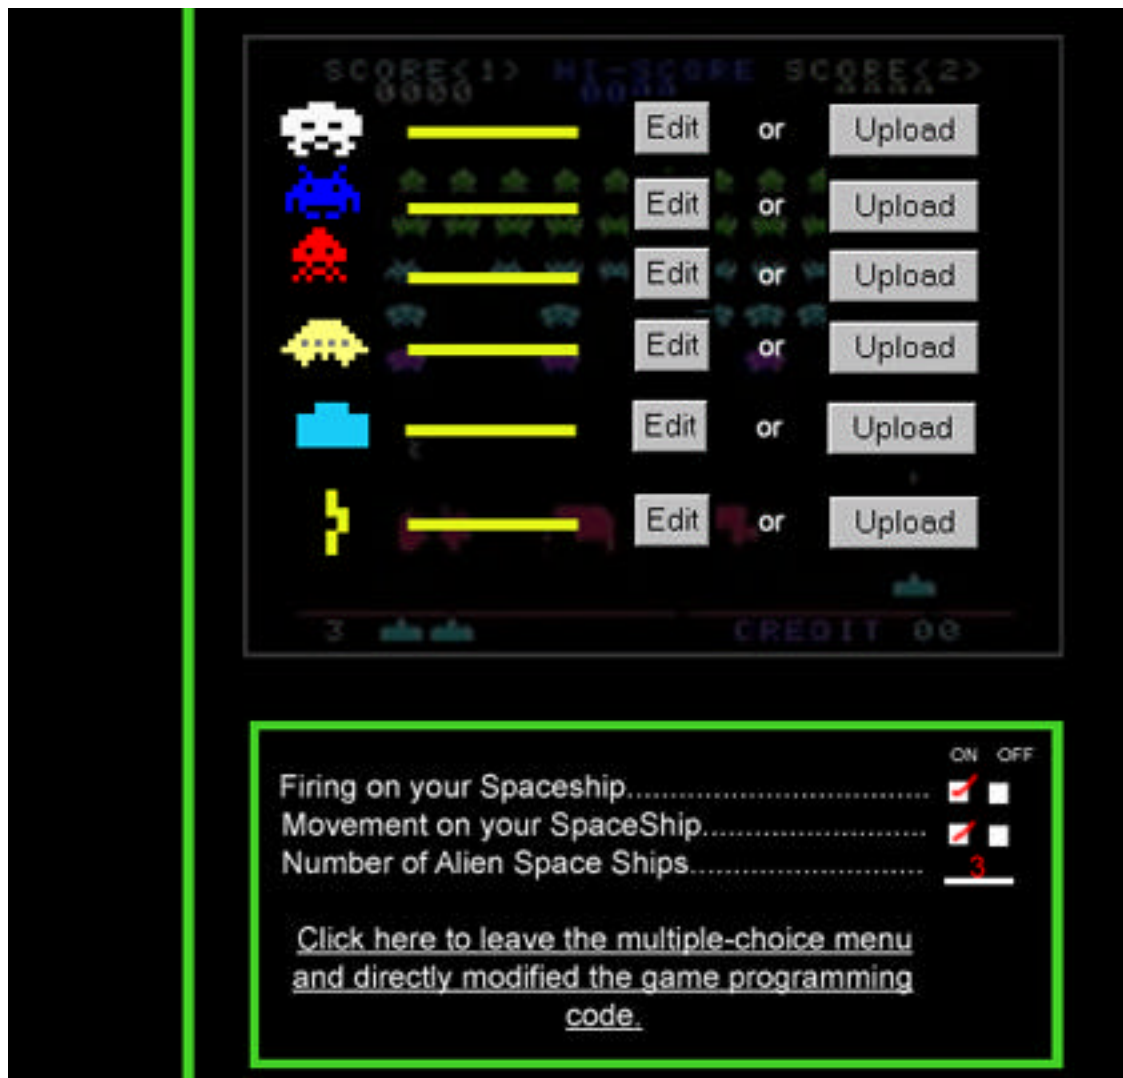 SCORE<1> HI-SCORE SCORE<2>
0000 0000 0000
Edit or Upload
Edit or Upload
Edit or Upload
Edit or Upload
Edit or Upload
Edit or Upload
3 CREDIT 00
ON OFF
Firing on your Spaceship....................................
Movement on your SpaceShip..........................
Number of Alien Space Ships........................... 3
Click here to leave the multiple-choice menu
and directly modified the game programming
code.